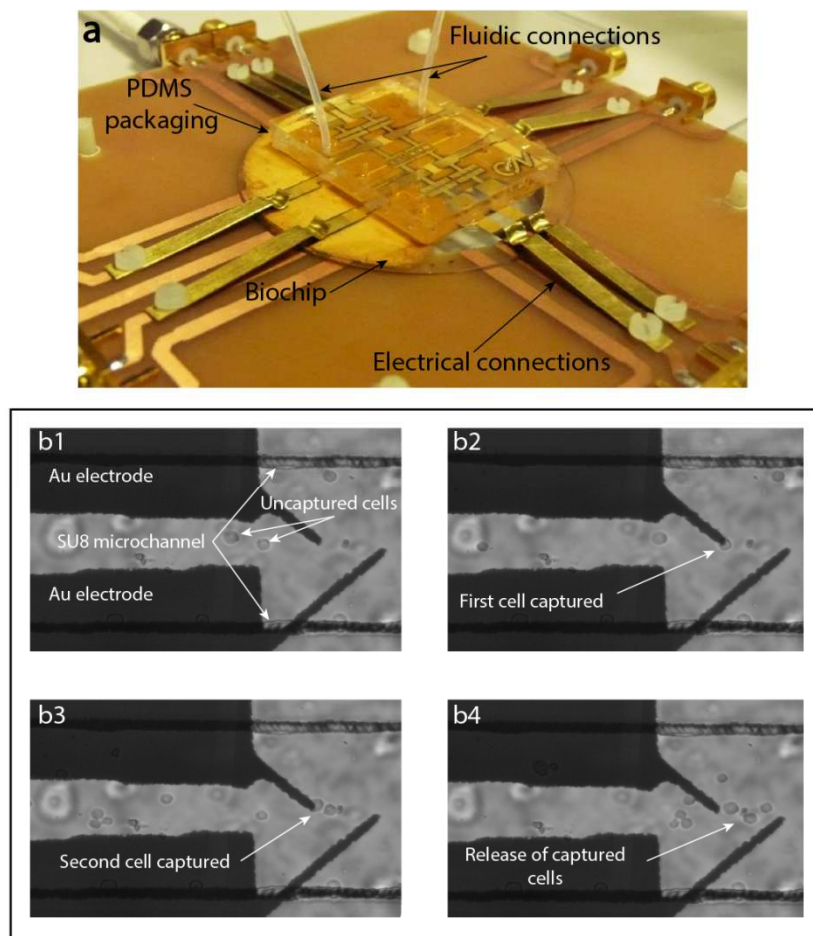 a
Fluidic connections
PDMS
packaging
Biochip
Electrical connections
b1
Au electrode
Uncaptured cells
SU8 microchannel
Au electrode
b2
First cell captured
b3
Second cell captured
b4
Release of captured
cells